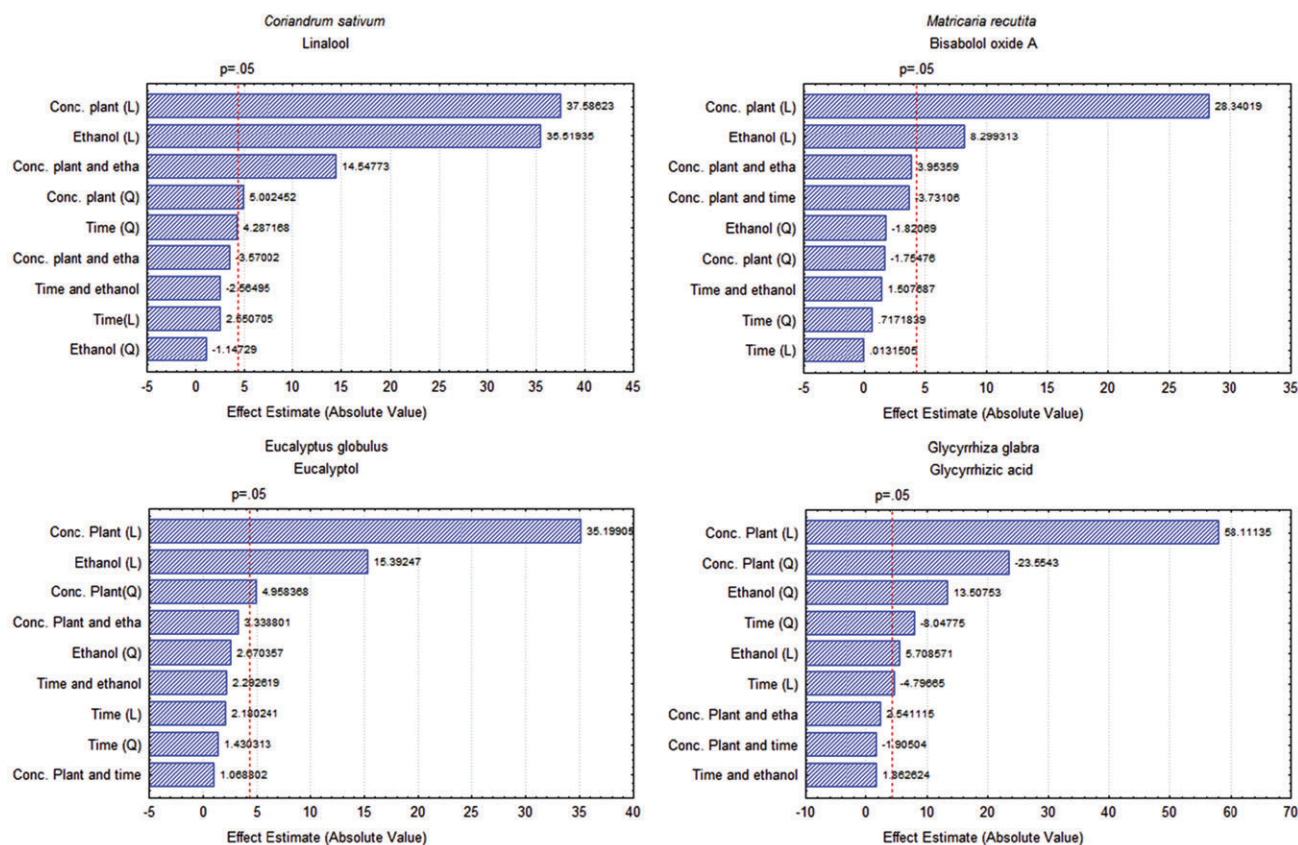 Coriandrum sativum
Linalool
p=.05
Conc. plant (L)
37.58623
Ethanol (L)
35.51935
Conc. plant and etha
14.54773
Conc. plant (Q)
5.002452
Time (Q)
4.287168
Conc. plant and etha
-3.57002
Time and ethanol
-2.56495
Time(L)
2.550705
Ethanol (Q)
-1.14729
-5 0 5 10 15 20 25 30 35 40 45
Effect Estimate (Absolute Value)
Matricaria recutita
Bisabolol oxide A
p=.05
Conc. plant (L)
28.34019
Ethanol (L)
8.299313
Conc. plant and etha
3.95359
Conc. plant and time
-3.73106
Ethanol (Q)
-1.82069
Conc. plant (Q)
-1.75476
Time and ethanol
1.507687
Time (Q)
.7171839
Time (L)
.0131505
-5 0 5 10 15 20 25 30 35
Effect Estimate (Absolute Value)
Eucalyptus globulus
Eucalyptol
p=.05
Conc. Plant (L)
35.19905
Ethanol (L)
15.39247
Conc. Plant(Q)
4.958368
Conc. Plant and etha
3.338801
Ethanol (Q)
2.670357
Time and ethanol
2.292619
Time (L)
2.180241
Time (Q)
1.430313
Conc. Plant and time
1.068802
-5 0 5 10 15 20 25 30 35 40
Effect Estimate (Absolute Value)
Glycyrrhiza glabra
Glycyrrhizic acid
p=.05
Conc. Plant (L)
58.11135
Conc. Plant (Q)
-23.5543
Ethanol (Q)
13.50753
Time (Q)
-8.04775
Ethanol (L)
5.708571
Time (L)
-4.79665
Conc. Plant and etha
2.541115
Conc. Plant and time
-1.90504
Time and ethanol
1.862624
-10 0 10 20 30 40 50 60 70
Effect Estimate (Absolute Value)